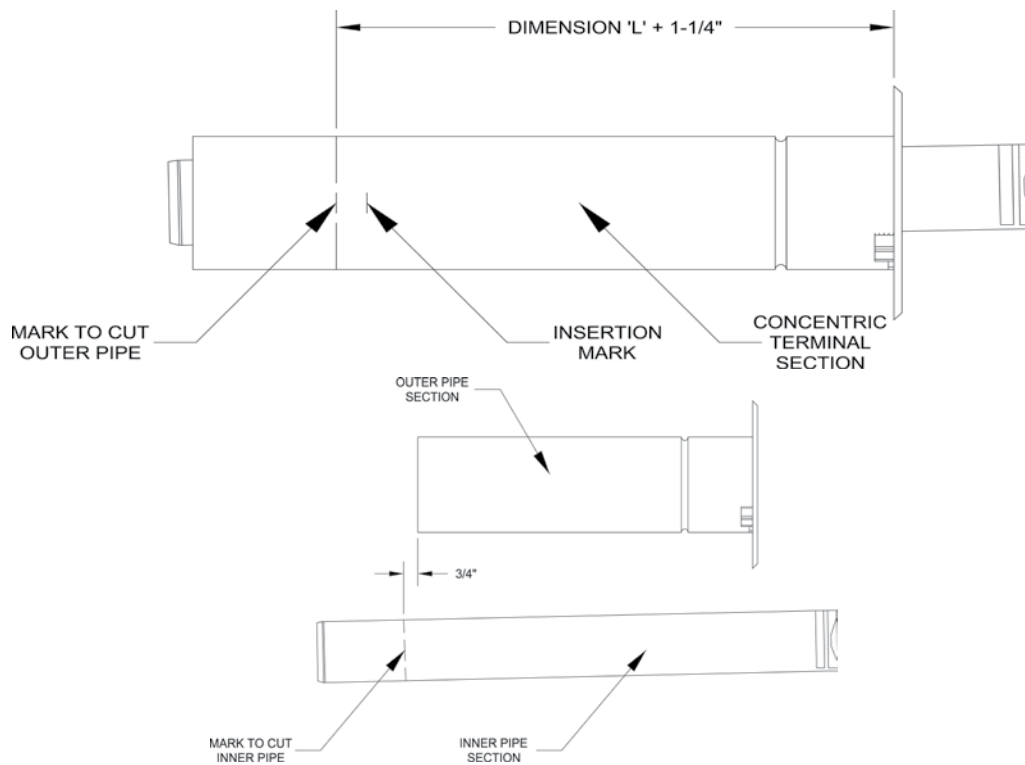 DIMENSION 'L' + 1-1/4"
MARK TO CUT
OUTER PIPE
INSERTION
MARK
CONCENTRIC
TERMINAL
SECTION
OUTER PIPE
SECTION
3/4"
MARK TO CUT
INNER PIPE
INNER PIPE
SECTION